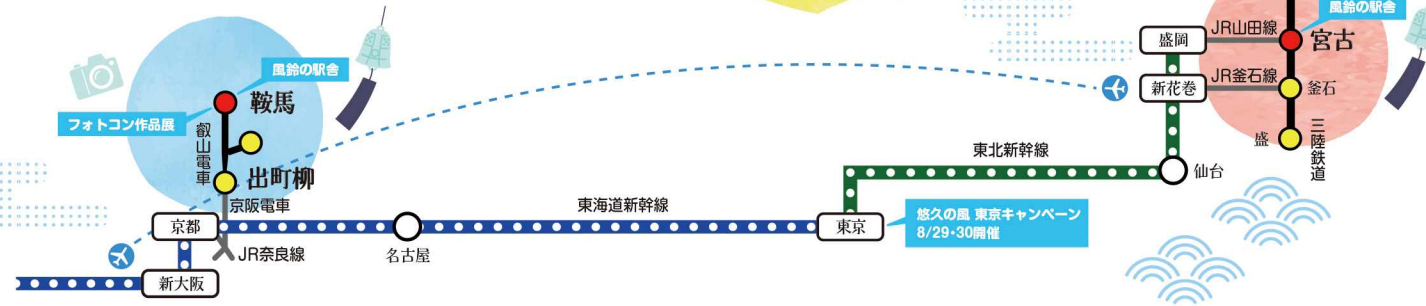 風鈴の駅舎
フォトコン作品展
鞍馬
叡山電車
出町柳
京阪電車
京都
JR奈良線
新大阪
東海道新幹線
名古屋
東京
悠久の風 東京キャンペーン
8/29・30開催
東北新幹線
仙台
盛岡
新花巻
JR山田線
JR釜石線
風鈴の駅舎
宮古
釜石
盛
三陸鉄道